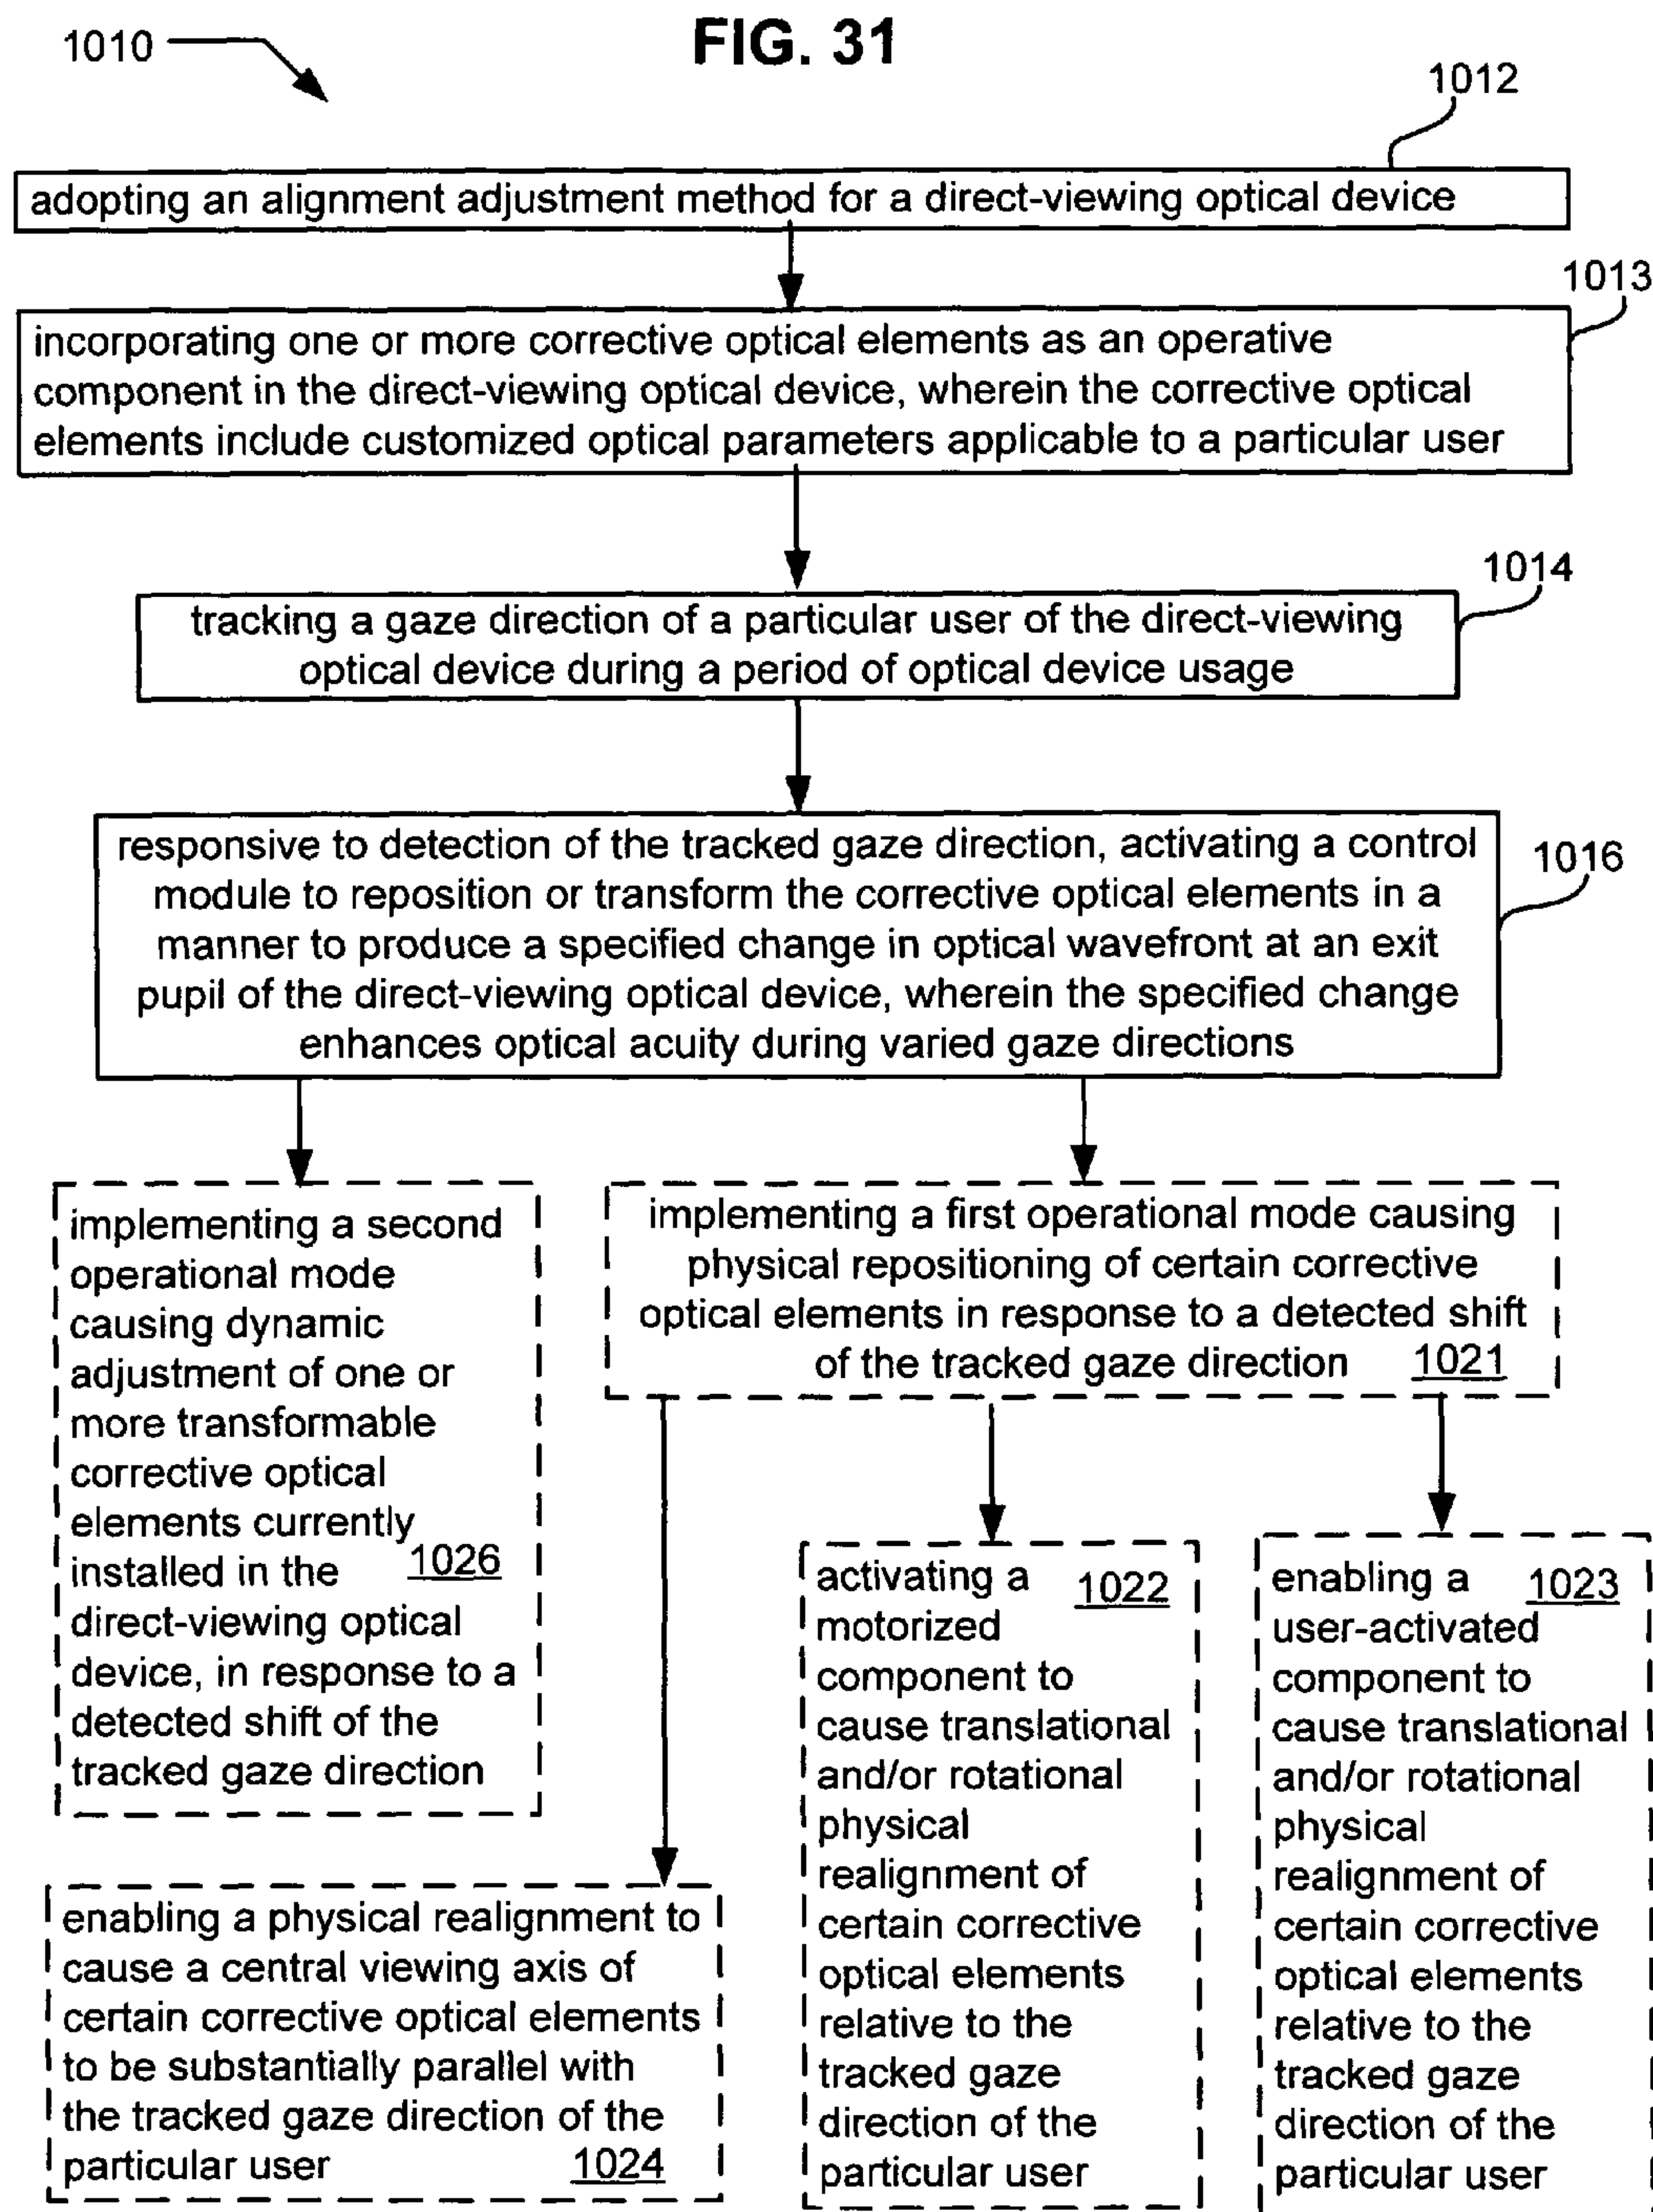 FIG. 31
1010
1012
adopting an alignment adjustment method for a direct-viewing optical device
1013
incorporating one or more corrective optical elements as an operative
component in the direct-viewing optical device, wherein the corrective optical
elements include customized optical parameters applicable to a particular user
1014
tracking a gaze direction of a particular user of the direct-viewing
optical device during a period of optical device usage
1016
responsive to detection of the tracked gaze direction, activating a control
module to reposition or transform the corrective optical elements in a
manner to produce a specified change in optical wavefront at an exit
pupil of the direct-viewing optical device, wherein the specified change
enhances optical acuity during varied gaze directions
implementing a second
operational mode
causing dynamic
adjustment of one or
more transformable
corrective optical
elements currently
installed in the 1026
direct-viewing optical
device, in response to a
detected shift of the
tracked gaze direction
implementing a first operational mode causing
physical repositioning of certain corrective
optical elements in response to a detected shift
of the tracked gaze direction 1021
enabling a physical realignment to
cause a central viewing axis of
certain corrective optical elements
to be substantially parallel with
the tracked gaze direction of the
particular user 1024
activating a 1022
motorized
component to
cause translational
and/or rotational
physical
realignment of
certain corrective
optical elements
relative to the
tracked gaze
direction of the
particular user
enabling a 1023
user-activated
component to
cause translational
and/or rotational
physical
realignment of
certain corrective
optical elements
relative to the
tracked gaze
direction of the
particular user